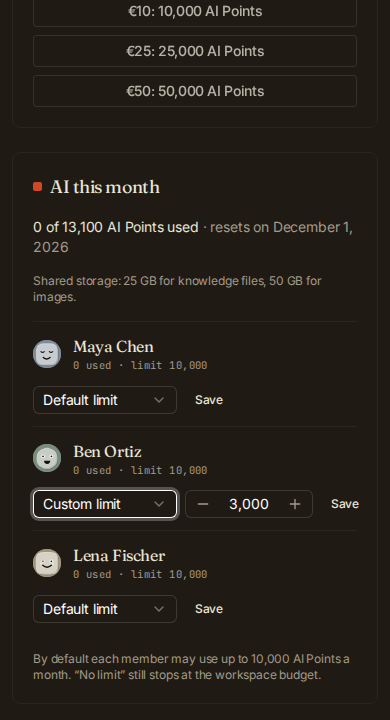 €10: 10,000 AI Points
€25: 25,000 AI Points
€50: 50,000 AI Points
AI this month
0 of 13,100 AI Points used · resets on December 1,
2026
Shared storage: 25 GB for knowledge files, 50 GB for
images.
Maya Chen
0 used · limit 10,000
Default limit Save
Ben Ortiz
0 used · limit 10,000
Custom limit − 3,000 + Save
Lena Fischer
0 used · limit 10,000
Default limit Save
By default each member may use up to 10,000 AI Points a
month. “No limit” still stops at the workspace budget.